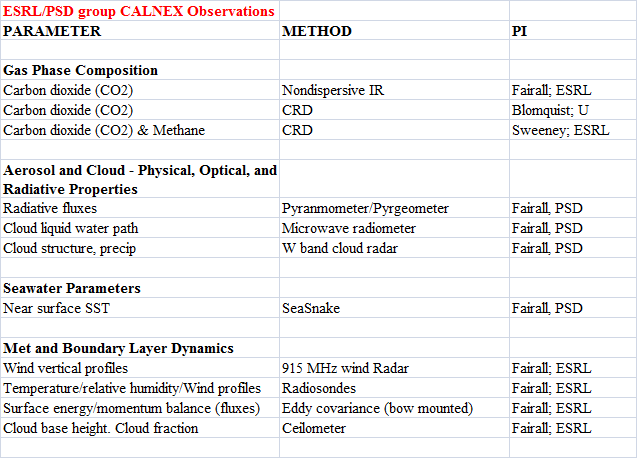 ESRL/PSD group CALNEX Observations
PARAMETER METHOD PI
Gas Phase Composition
Carbon dioxide (CO2) Nondispersive IR Fairall; ESRL
Carbon dioxide (CO2) CRD Blomquist; U
Carbon dioxide (CO2) & Methane CRD Sweeney; ESRL
Aerosol and Cloud - Physical, Optical, and
Radiative Properties
Radiative fluxes Pyranmometer/Pyrgeometer Fairall, PSD
Cloud liquid water path Microwave radiometer Fairall, PSD
Cloud structure, precip W band cloud radar Fairall, PSD
Seawater Parameters
Near surface SST SeaSnake Fairall, PSD
Met and Boundary Layer Dynamics
Wind vertical profiles 915 MHz wind Radar Fairall; ESRL
Temperature/relative humidity/Wind profiles Radiosondes Fairall; ESRL
Surface energy/momentum balance (fluxes) Eddy covariance (bow mounted) Fairall; ESRL
Cloud base height. Cloud fraction Ceilometer Fairall; ESRL